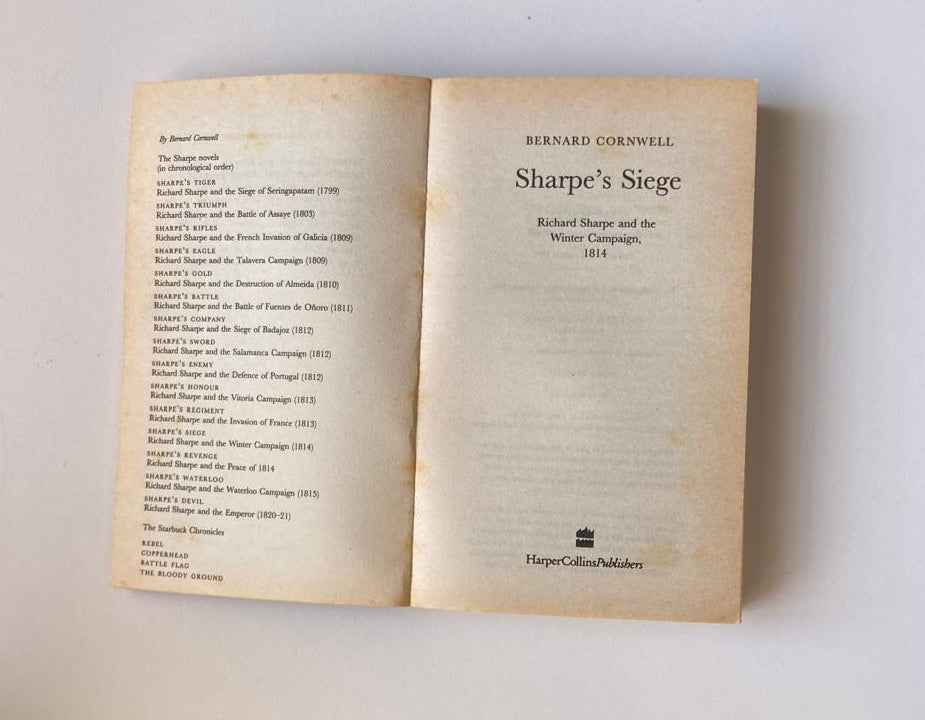 By Bernard Cornwell
The Sharpe novels
(in chronological order)
SHARPE'S TIGER
Richard Sharpe and the Siege of Seringapatam (1799)
SHARPE'S TRIUMPH
Richard Sharpe and the Battle of Assaye (1803)
SHARPE'S RIFLES
Richard Sharpe and the French Invasion of Galicia (1809)
SHARPE'S EAGLE
Richard Sharpe and the Talavera Campaign (1809)
SHARPE'S GOLD
Richard Sharpe and the Destruction of Almeida (1810)
SHARPE'S BATTLE
Richard Sharpe and the Battle of Fuentes de Oñoro (1811)
SHARPE'S COMPANY
Richard Sharpe and the Siege of Badajoz (1812)
SHARPE'S SWORD
Richard Sharpe and the Salamanca Campaign (1812)
SHARPE'S ENEMY
Richard Sharpe and the Defence of Portugal (1812)
SHARPE'S HONOUR
Richard Sharpe and the Vitoria Campaign (1813)
SHARPE'S REGIMENT
Richard Sharpe and the Invasion of France (1813)
SHARPE'S SIEGE
Richard Sharpe and the Winter Campaign (1814)
SHARPE'S REVENGE
Richard Sharpe and the Peace of 1814
SHARPE'S WATERLOO
Richard Sharpe and the Waterloo Campaign (1815)
SHARPE'S DEVIL
Richard Sharpe and the Emperor (1820–21)
The Starbuck Chronicles
REBEL
COPPERHEAD
BATTLE FLAG
THE BLOODY GROUND
BERNARD CORNWELL
Sharpe's Siege
Richard Sharpe and the
Winter Campaign,
1814
HarperCollinsPublishers